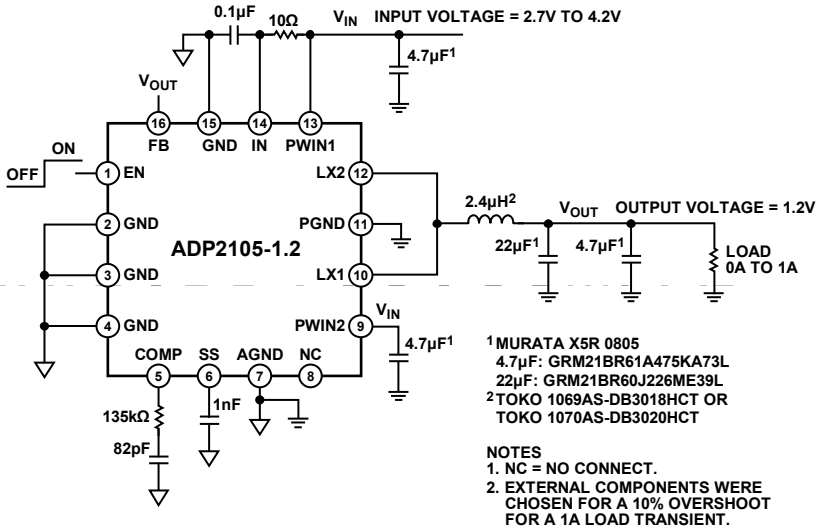 0.1µF
10Ω
VIN
INPUT VOLTAGE = 2.7V TO 4.2V
4.7µF1
VOUT
16
15
14
13
FB
GND
IN
PWIN1
ON
OFF
1
EN
LX2
12
2
GND
PGND
11
2.4µH2
VOUT
OUTPUT VOLTAGE = 1.2V
ADP2105-1.2
22µF1
4.7µF1
LOAD
0A TO 1A
3
GND
LX1
10
4
GND
PWIN2
9
VIN
4.7µF1
COMP
SS
AGND
NC
5
6
7
8
135kΩ
1nF
82pF
1 MURATA X5R 0805
4.7µF: GRM21BR61A475KA73L
22µF: GRM21BR60J226ME39L
2 TOKO 1069AS-DB3018HCT OR
TOKO 1070AS-DB3020HCT
NOTES
1. NC = NO CONNECT.
2. EXTERNAL COMPONENTS WERE
CHOSEN FOR A 10% OVERSHOOT
FOR A 1A LOAD TRANSIENT.